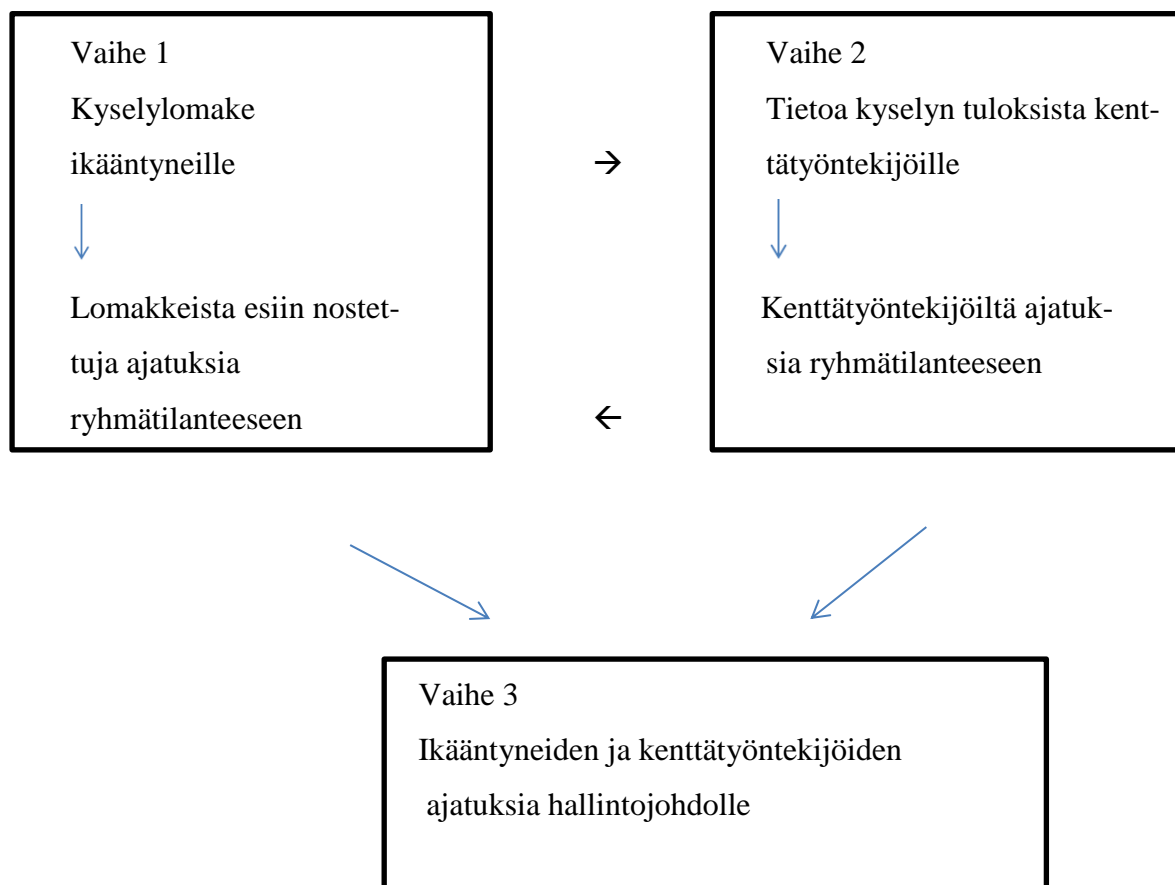 Vaihe 1
Kyselylomake
ikääntyneille
Lomakkeista esiin nostet-
tuja ajatuksia
ryhmätilanteeseen
→
←
Vaihe 2
Tietoa kyselyn tuloksista kent-
tätyöntekijöille
Kenttätyöntekijöiltä ajatuk-
sia ryhmätilanteeseen
Vaihe 3
Ikääntyneiden ja kenttätyöntekijöiden
ajatuksia hallintojohdolle